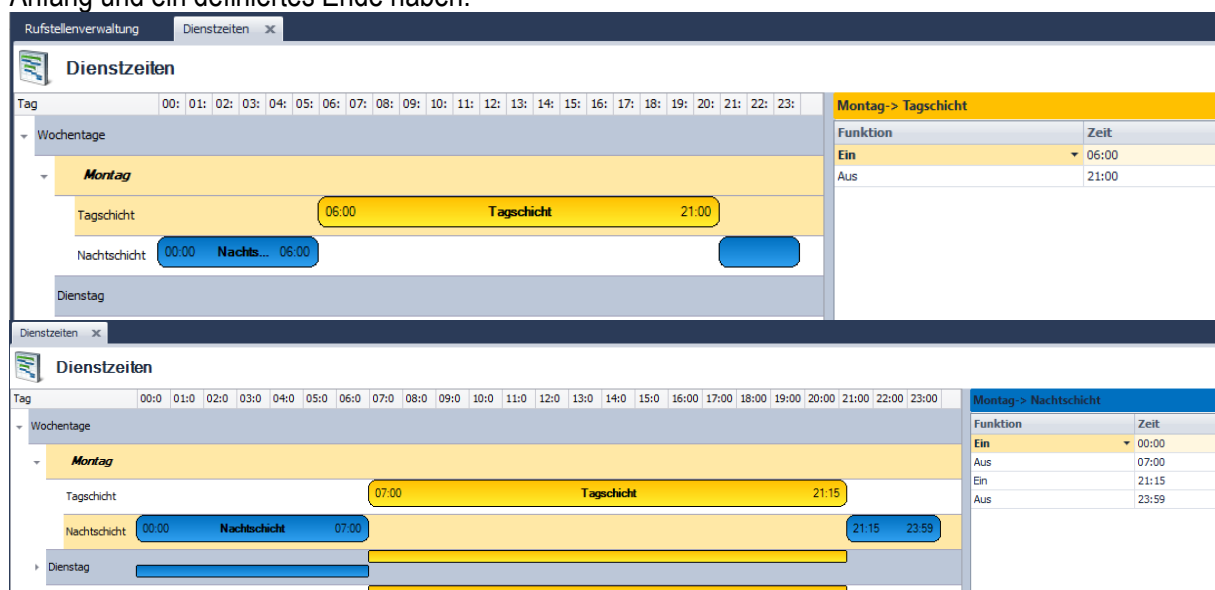 Anfang und ein definiertes Ende haben.
Rufstellenverwaltung Dienstzeiten x
Dienstzeiten
Tag 00: 01: 02: 03: 04: 05: 06: 07: 08: 09: 10: 11: 12: 13: 14: 15: 16: 17: 18: 19: 20: 21: 22: 23: Montag-> Tagschicht
Funktion Zeit
Wochentage
Ein 06:00
Montag
Aus 21:00
Tagschicht 06:00 Tagschicht 21:00
Nachtschicht 00:00 Nachts... 06:00
Dienstag
Dienstzeiten x
Dienstzeiten
Tag 00:0 01:0 02:0 03:0 04:0 05:0 06:0 07:0 08:0 09:0 10:0 11:0 12:0 13:0 14:0 15:0 16:00 17:00 18:00 19:00 20:00 21:00 22:00 23:00 Montag-> Nachtschicht
Wochentage
Funktion Zeit
Ein 00:00
Montag
Aus 07:00
Ein 21:15
Tagschicht 07:00 Tagschicht 21:15
Aus 23:59
Nachtschicht 00:00 Nachtschicht 07:00 21:15 23:59
Dienstag